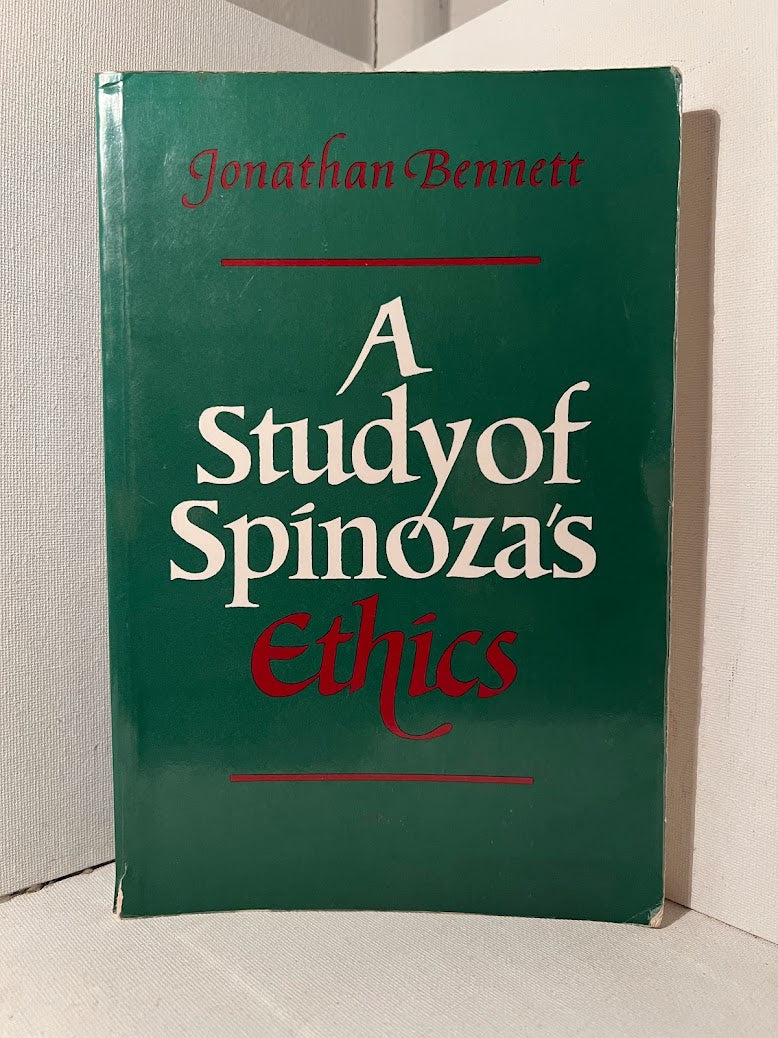 Jonathan Bennett
A
Study of
Spinoza's
Ethics